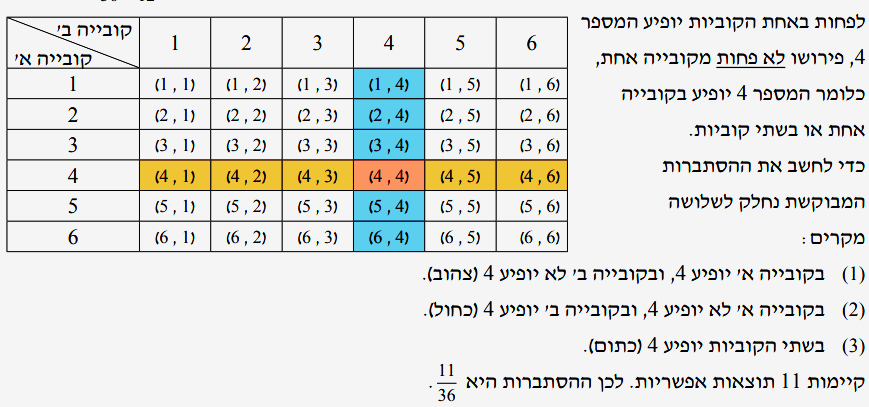 לפחות באחת הקוביות יופיע המספר
4, פירושו לא פחות מקובייה אחת,
כלומר המספר 4 יופיע בקובייה
אחת או בשתי קוביות.
כדי לחשב את ההסתברות
המבוקשת נחלק לשלושה
מקרים:
קובייה ב׳ 1 2 3 4 5 6
קובייה א׳
1 (1 , 1) (1 , 2) (1 , 3) (1 , 4) (1 , 5) (1 , 6)
2 (2 , 1) (2 , 2) (2 , 3) (2 , 4) (2 , 5) (2 , 6)
3 (3 , 1) (3 , 2) (3 , 3) (3 , 4) (3 , 5) (3 , 6)
4 (4 , 1) (4 , 2) (4 , 3) (4 , 4) (4 , 5) (4 , 6)
5 (5 , 1) (5 , 2) (5 , 3) (5 , 4) (5 , 5) (5 , 6)
6 (6 , 1) (6 , 2) (6 , 3) (6 , 4) (6 , 5) (6 , 6)
(1) בקובייה א׳ יופיע 4, ובקובייה ב׳ לא יופיע 4 (צהוב).
(2) בקובייה א׳ לא יופיע 4, ובקובייה ב׳ יופיע 4 (כחול).
(3) בשתי הקוביות יופיע 4 (כתום).
קיימות 11 תוצאות אפשריות. לכן ההסתברות היא 11/36.